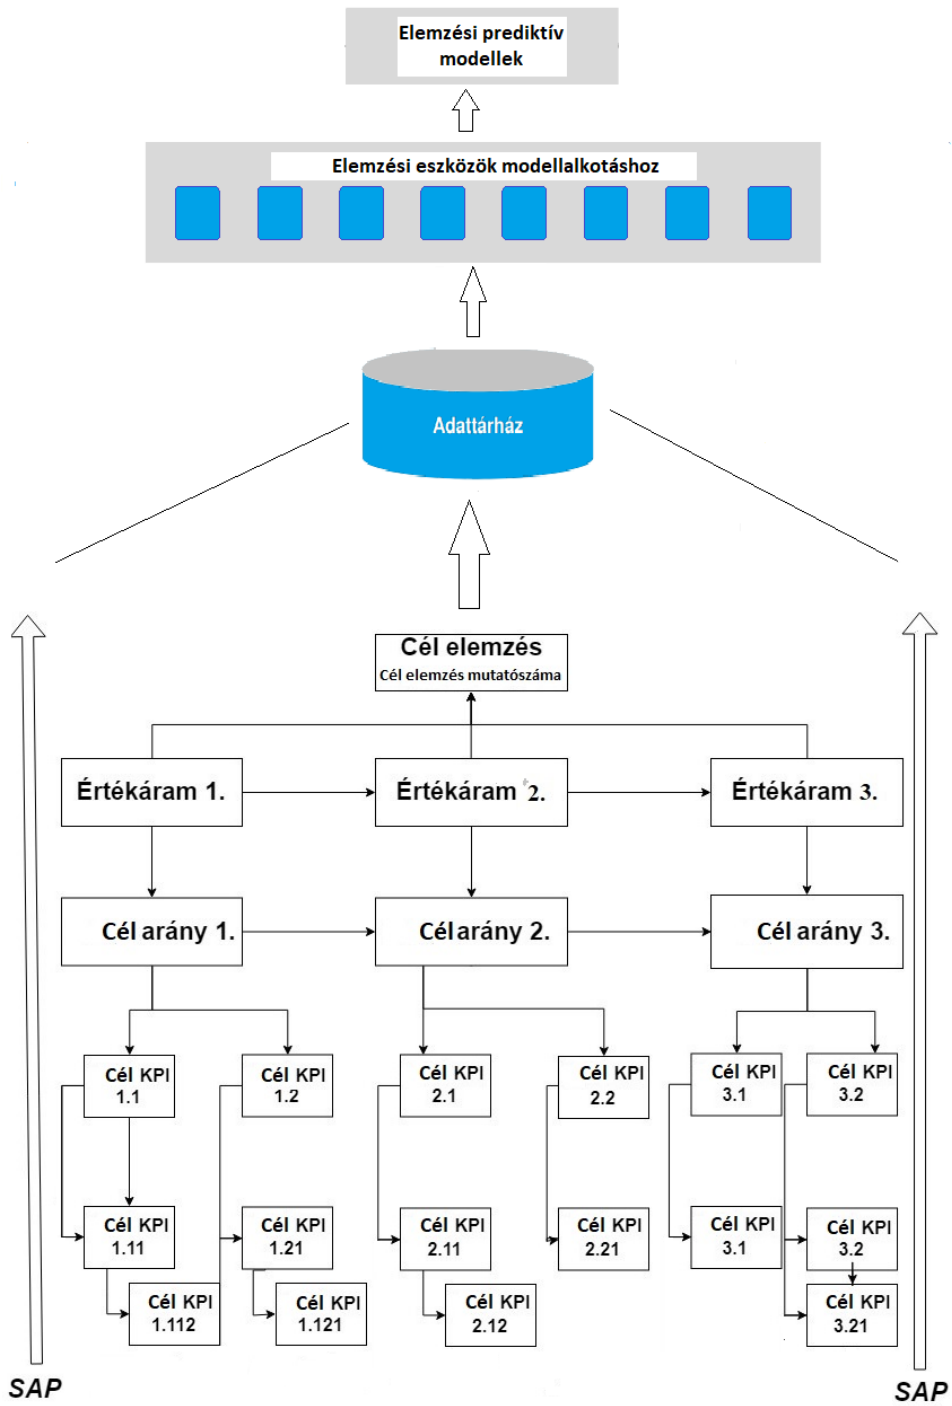 Elemzési prediktív
modellek
Elemzési eszközök modellalkotáshoz
Adattárház
Cél elemzés
Cél elemzés mutatószáma
Értékáram 1.
Értékáram 2.
Értékáram 3.
Cél arány 1.
Cél arány 2.
Cél arány 3.
Cél KPI
1.1
Cél KPI
1.2
Cél KPI
2.1
Cél KPI
2.2
Cél KPI
3.1
Cél KPI
3.2
Cél KPI
1.11
Cél KPI
1.21
Cél KPI
2.11
Cél KPI
2.21
Cél KPI
3.1
Cél KPI
3.2
Cél KPI
1.112
Cél KPI
1.121
Cél KPI
2.12
Cél KPI
3.21
SAP
SAP